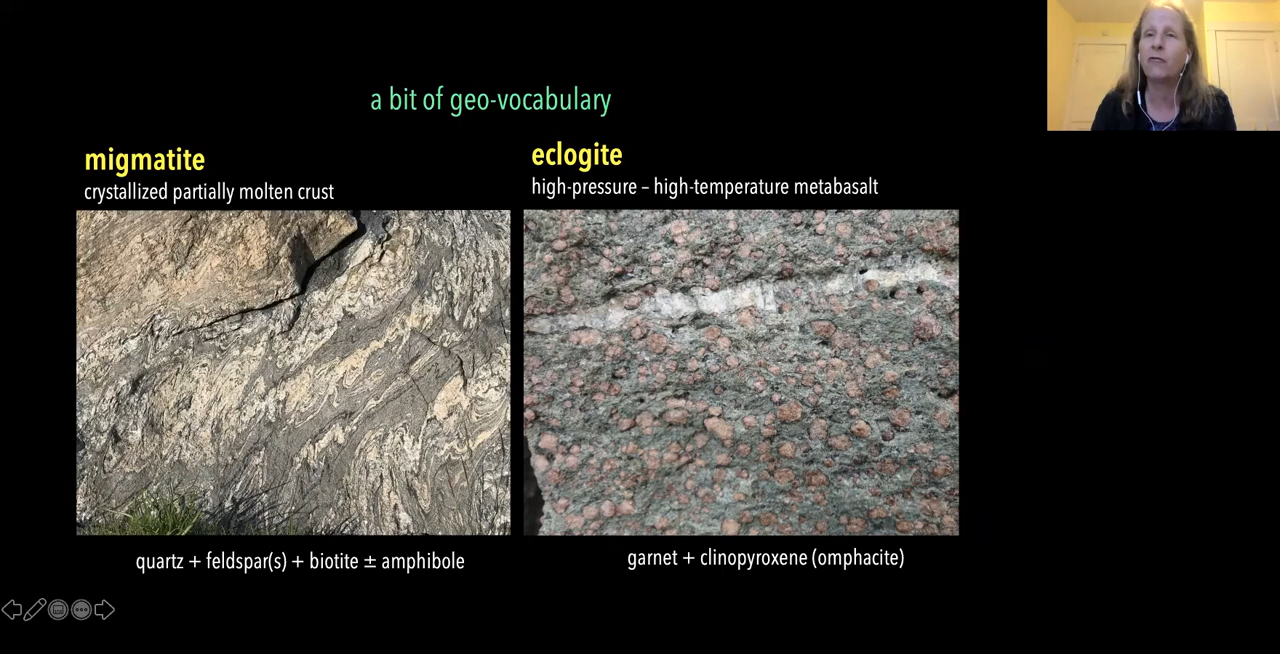 a bit of geo-vocabulary
migmatite
crystallized partially molten crust
eclogite
high-pressure – high-temperature metabasalt
quartz + feldspar(s) + biotite ± amphibole
garnet + clinopyroxene (omphacite)